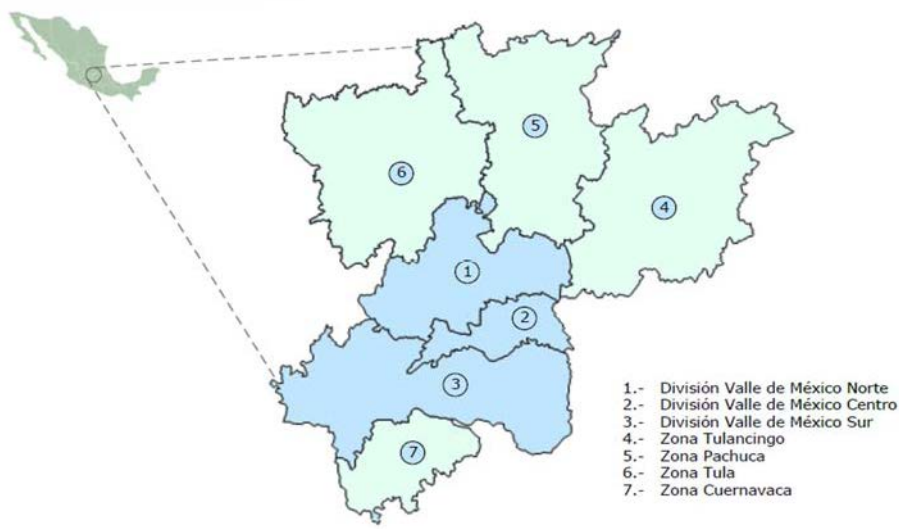 5
6
4
1
2
3
7
1.- División Valle de México Norte
2.- División Valle de México Centro
3.- División Valle de México Sur
4.- Zona Tulancingo
5.- Zona Pachuca
6.- Zona Tula
7.- Zona Cuernavaca